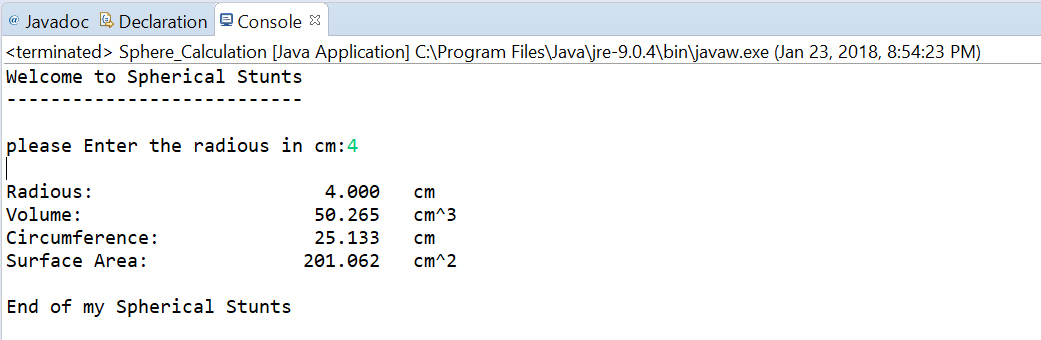 @ Javadoc Declaration Console
<terminated> Sphere_Calculation [Java Application] C:\Program Files\Java\jre-9.0.4\bin\javaw.exe (Jan 23, 2018, 8:54:23 PM)
Welcome to Spherical Stunts
---------------------------
please Enter the radious in cm:4
Radious: 4.000 cm
Volume: 50.265 cm^3
Circumference: 25.133 cm
Surface Area: 201.062 cm^2
End of my Spherical Stunts